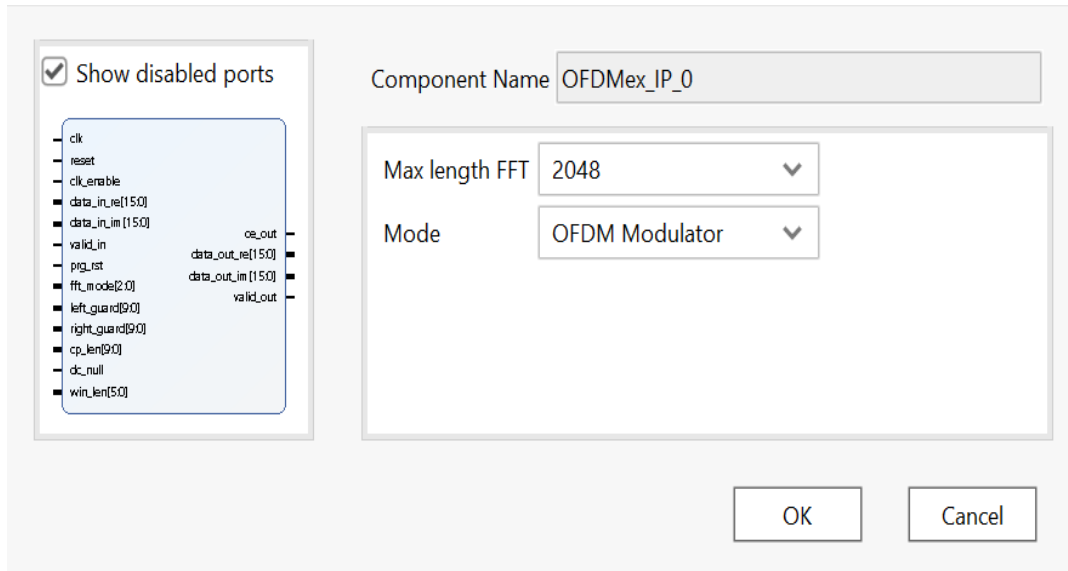 Show disabled ports
clk
reset
clk_enable
data_in_re[15:0]
data_in_im[15:0]
valid_in
prg_rst
fft_mode[2:0]
left_guard[9:0]
right_guard[9:0]
cp_len[9:0]
dc_null
win_len[5:0]
ce_out
data_out_re[15:0]
data_out_im[15:0]
valid_out
Component Name OFDMex_IP_0
Max length FFT 2048
Mode OFDM Modulator
OK Cancel